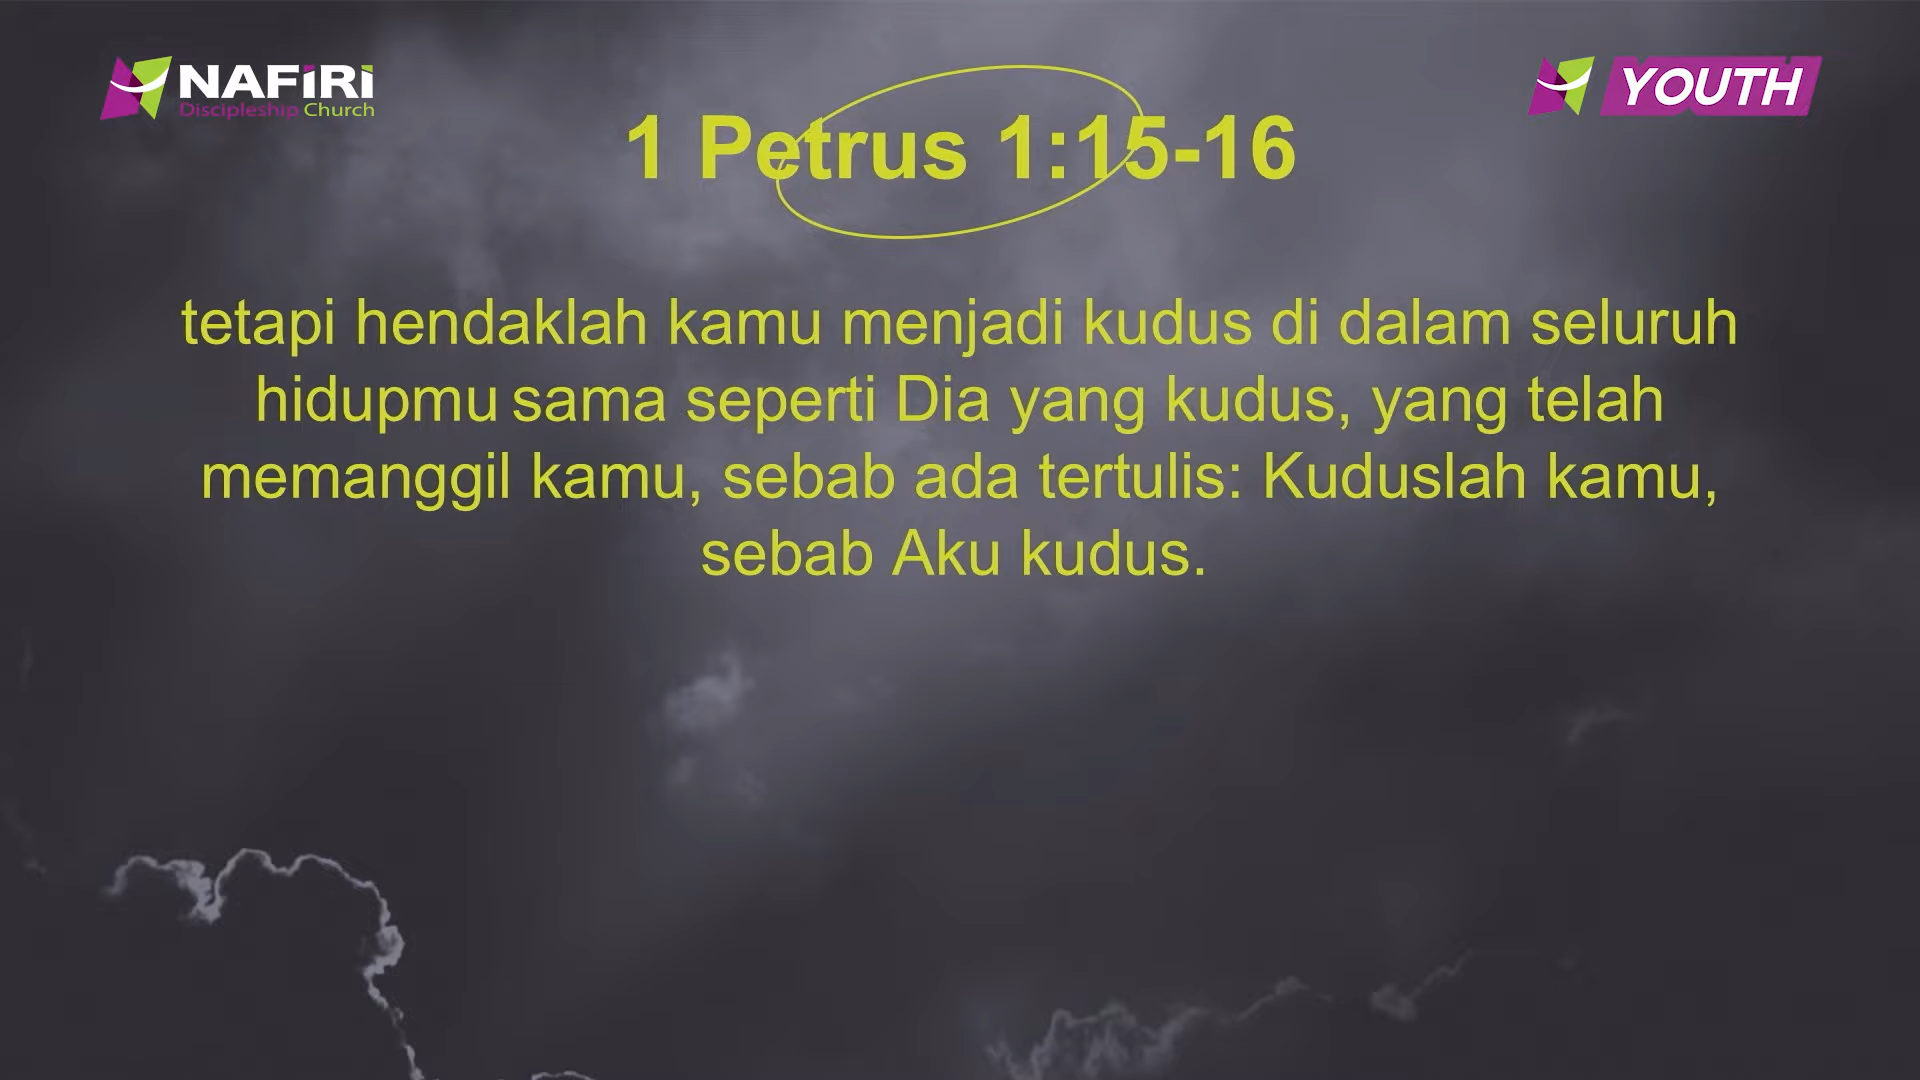 NAFiRi
Discipleship Church
YOUTH
1 Petrus 1:15-16
tetapi hendaklah kamu menjadi kudus di dalam seluruh
hidupmu sama seperti Dia yang kudus, yang telah
memanggil kamu, sebab ada tertulis: Kuduslah kamu,
sebab Aku kudus.